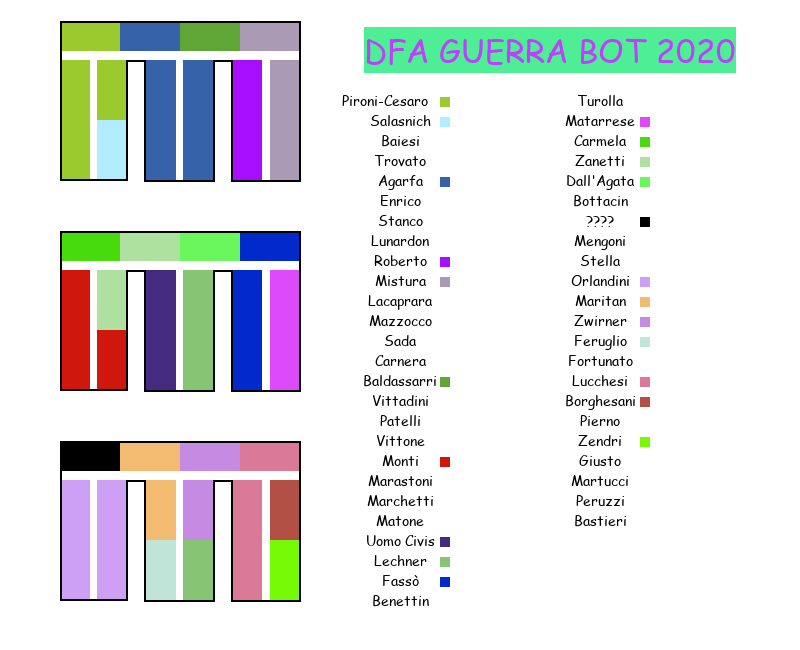 DFA GUERRA BOT 2020
Pironi-Cesaro
Salasnich
Baiesi
Trovato
Agarfa
Enrico
Stanco
Lunardon
Roberto
Mistura
Lacaprara
Mazzocco
Sada
Carnera
Baldassarri
Vittadini
Patelli
Vittone
Monti
Marastoni
Marchetti
Matone
Uomo Civis
Lechner
Fassò
Benettin
Turolla
Matarrese
Carmela
Zanetti
Dall'Agata
Bottacin
????
Mengoni
Stella
Orlandini
Maritan
Zwirner
Feruglio
Fortunato
Lucchesi
Borghesani
Pierno
Zendri
Giusto
Martucci
Peruzzi
Bastieri